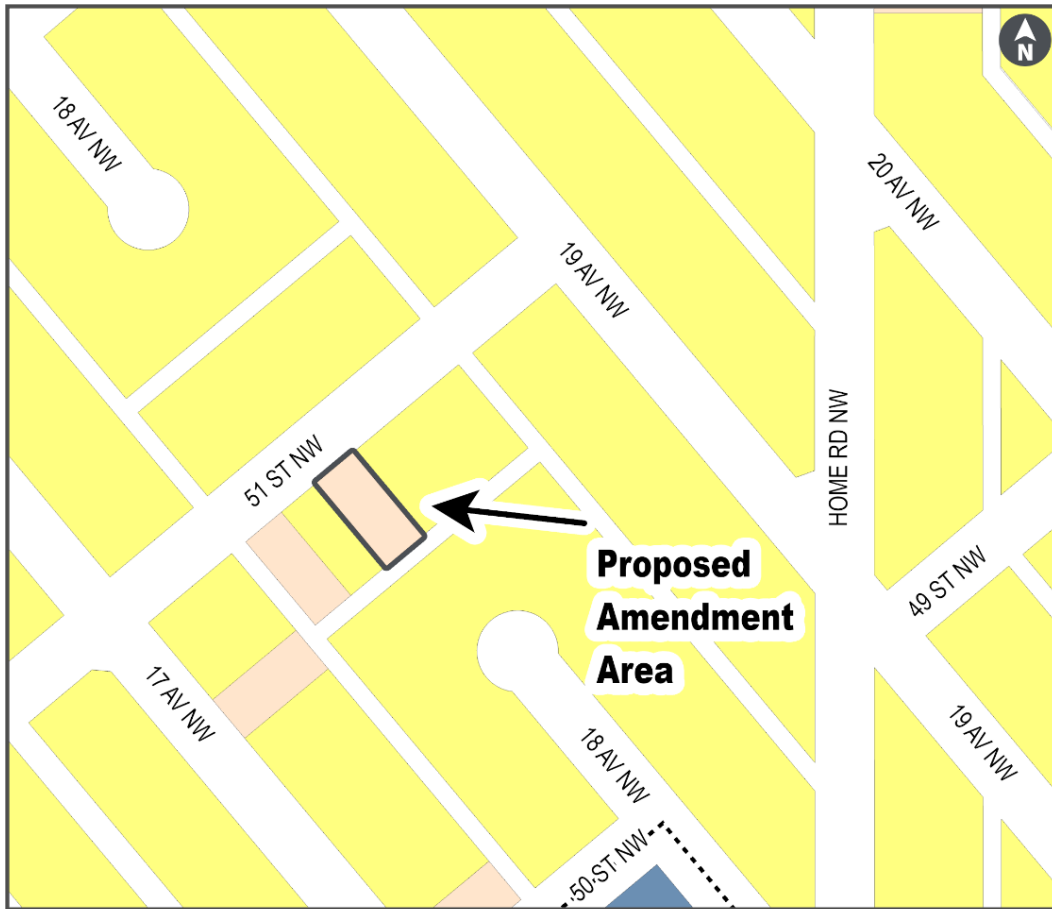 N
18 AV NW
20 AV NW
19 AV NW
51 ST NW
HOME RD NW
Proposed
Amendment
Area
49 ST NW
17 AV NW
18 AV NW
19 AV NW
50 ST NW